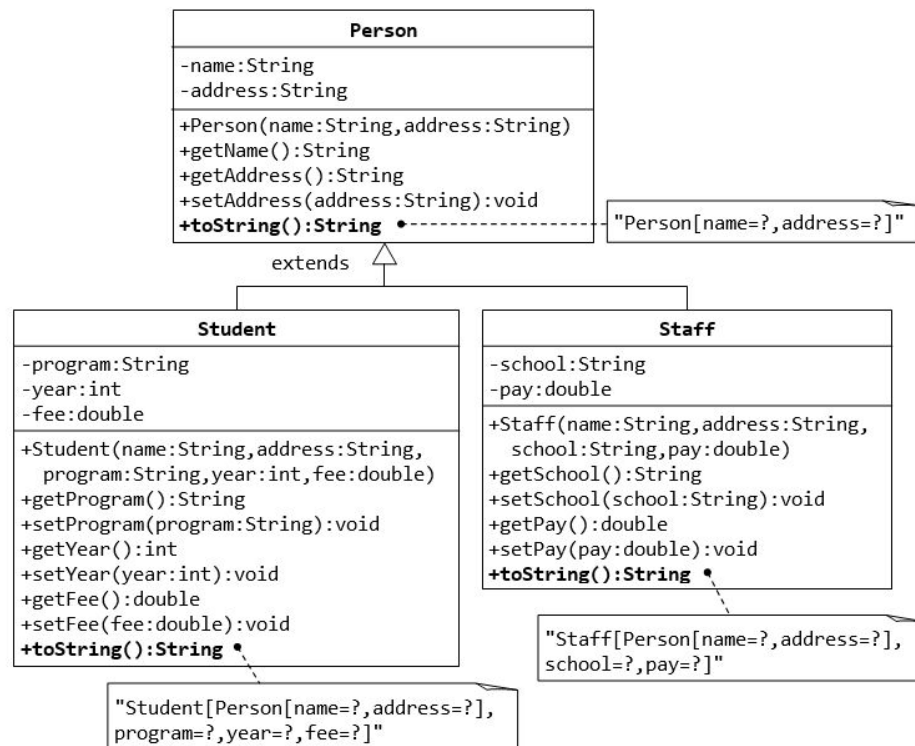 Person
-name:String
-address:String
+Person(name:String,address:String)
+getName():String
+getAddress():String
+setAddress(address:String):void
+toString():String
"Person[name=?,address=?]"
extends
Student
-program:String
-year:int
-fee:double
+Student(name:String,address:String,
program:String,year:int,fee:double)
+getProgram():String
+setProgram(program:String):void
+getYear():int
+setYear(year:int):void
+getFee():double
+setFee(fee:double):void
+toString():String
"Student[Person[name=?,address=?],
program=?,year=?,fee=?]"
Staff
-school:String
-pay:double
+Staff(name:String,address:String,
school:String,pay:double)
+getSchool():String
+setSchool(school:String):void
+getPay():double
+setPay(pay:double):void
+toString():String
"Staff[Person[name=?,address=?],
school=?,pay=?]"